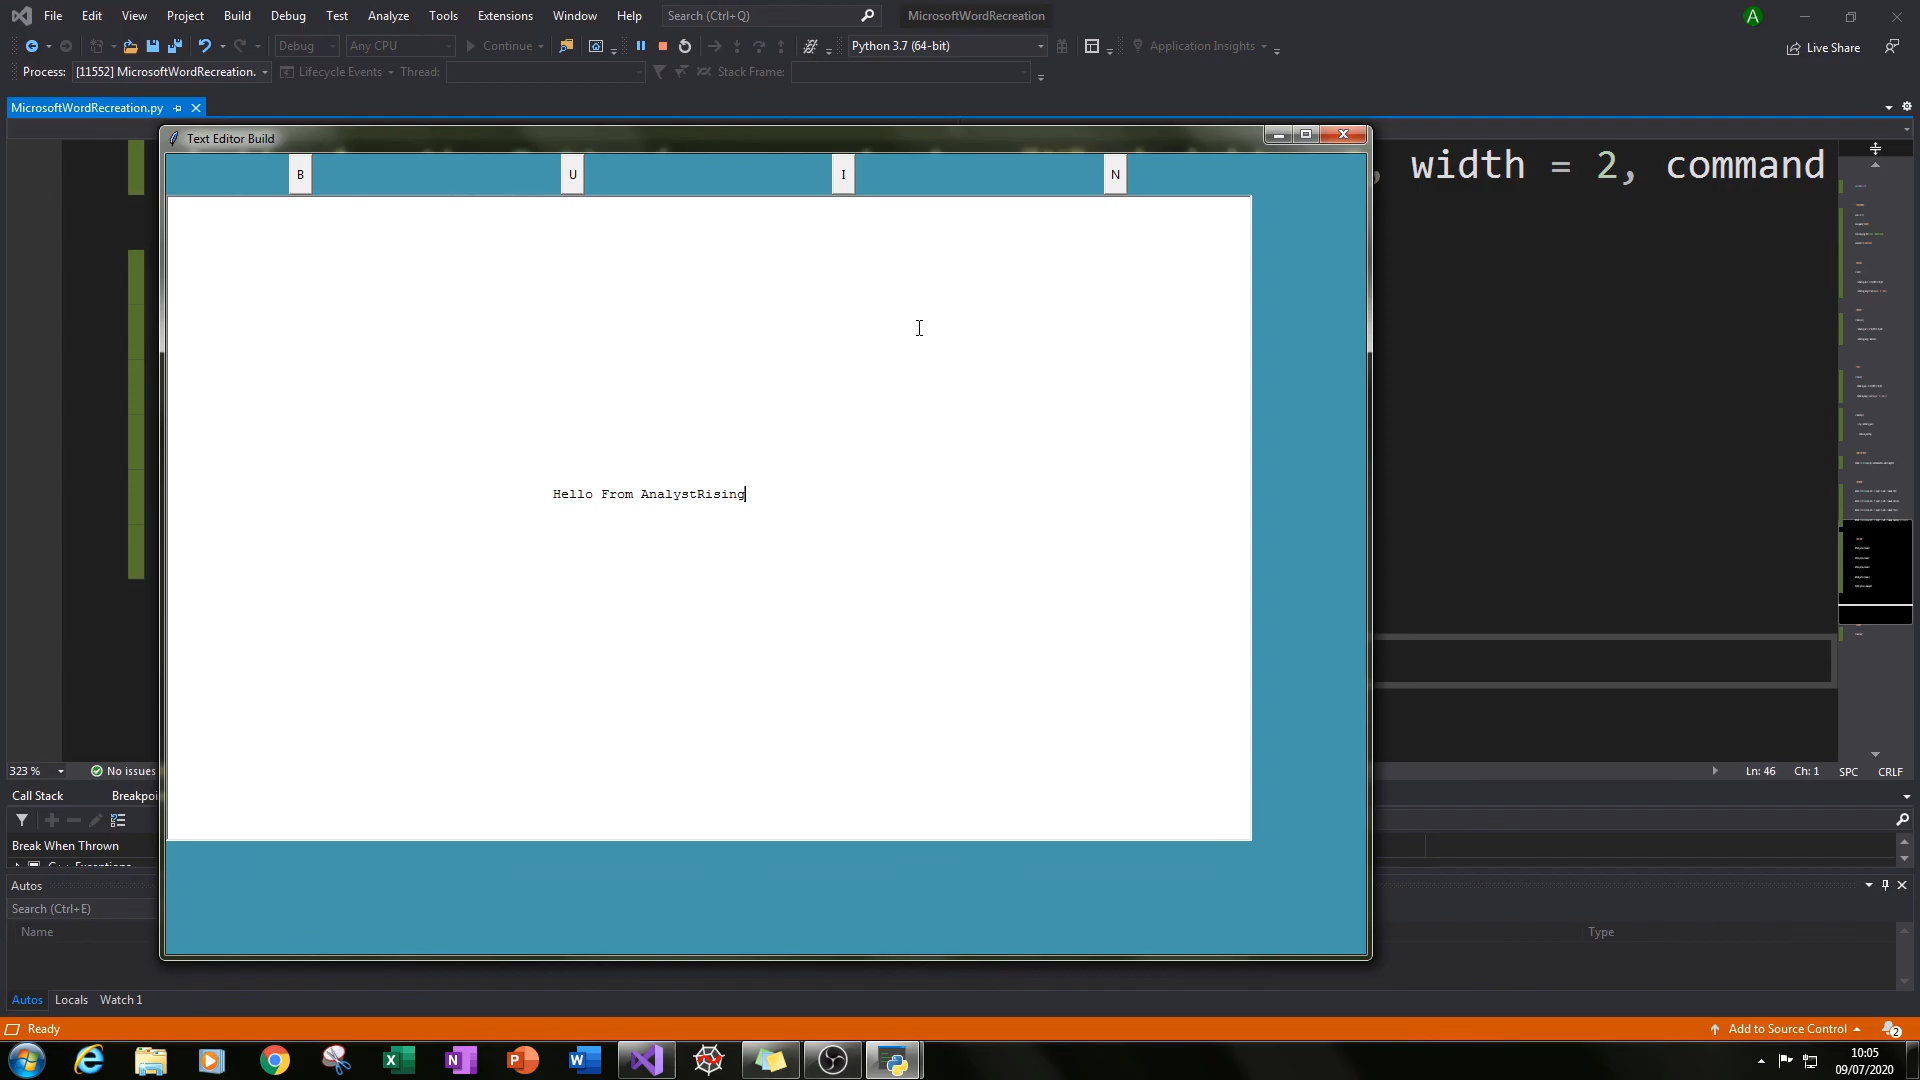 File Edit View Project Build Debug Test Analyze Tools Extensions Window Help Search (Ctrl+Q) MicrosoftWordRecreation A
Debug Any CPU Continue Python 3.7 (64-bit) Application Insights Live Share
Process: [11552] MicrosoftWordRecreation. Lifecycle Events Thread: Stack Frame:
MicrosoftWordRecreation.py
Text Editor Build
B U I N
, width = 2, command
Hello From AnalystRising
323 % No issues Ln: 46 Ch: 1 SPC CRLF
Call Stack Breakpoi
Break When Thrown
C++ Exceptions
Autos
Search (Ctrl+E)
Name Type
Autos Locals Watch 1
Ready Add to Source Control 2
10:05
09/07/2020